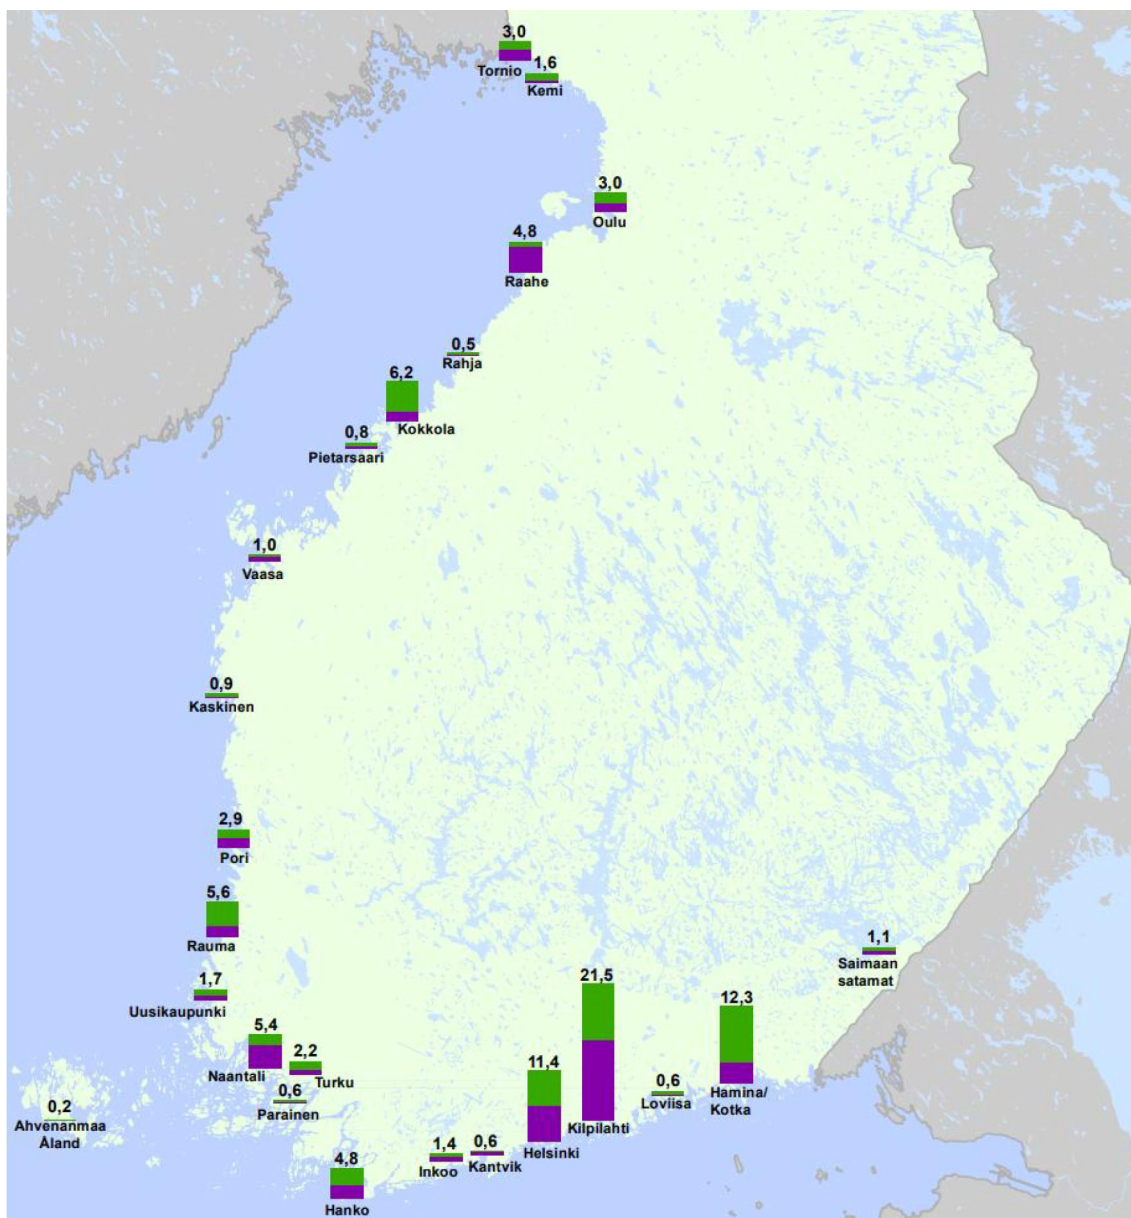 3,0
Tornio
1,6
Kemi
3,0
Oulu
4,8
Raahe
0,5
Rahja
6,2
Kokkola
0,8
Pietarsaari
1,0
Vaasa
0,9
Kaskinen
2,9
Pori
5,6
Rauma
1,7
Uusikaupunki
5,4
Naantali
2,2
Turku
0,6
Parainen
0,2
Ahvenanmaa
Åland
4,8
Hanko
1,4
Inkoo
0,6
Kantvik
11,4
Helsinki
21,5
Kilpilahti
0,6
Loviisa
12,3
Hamina/
Kotka
1,1
Saimaan
satamat